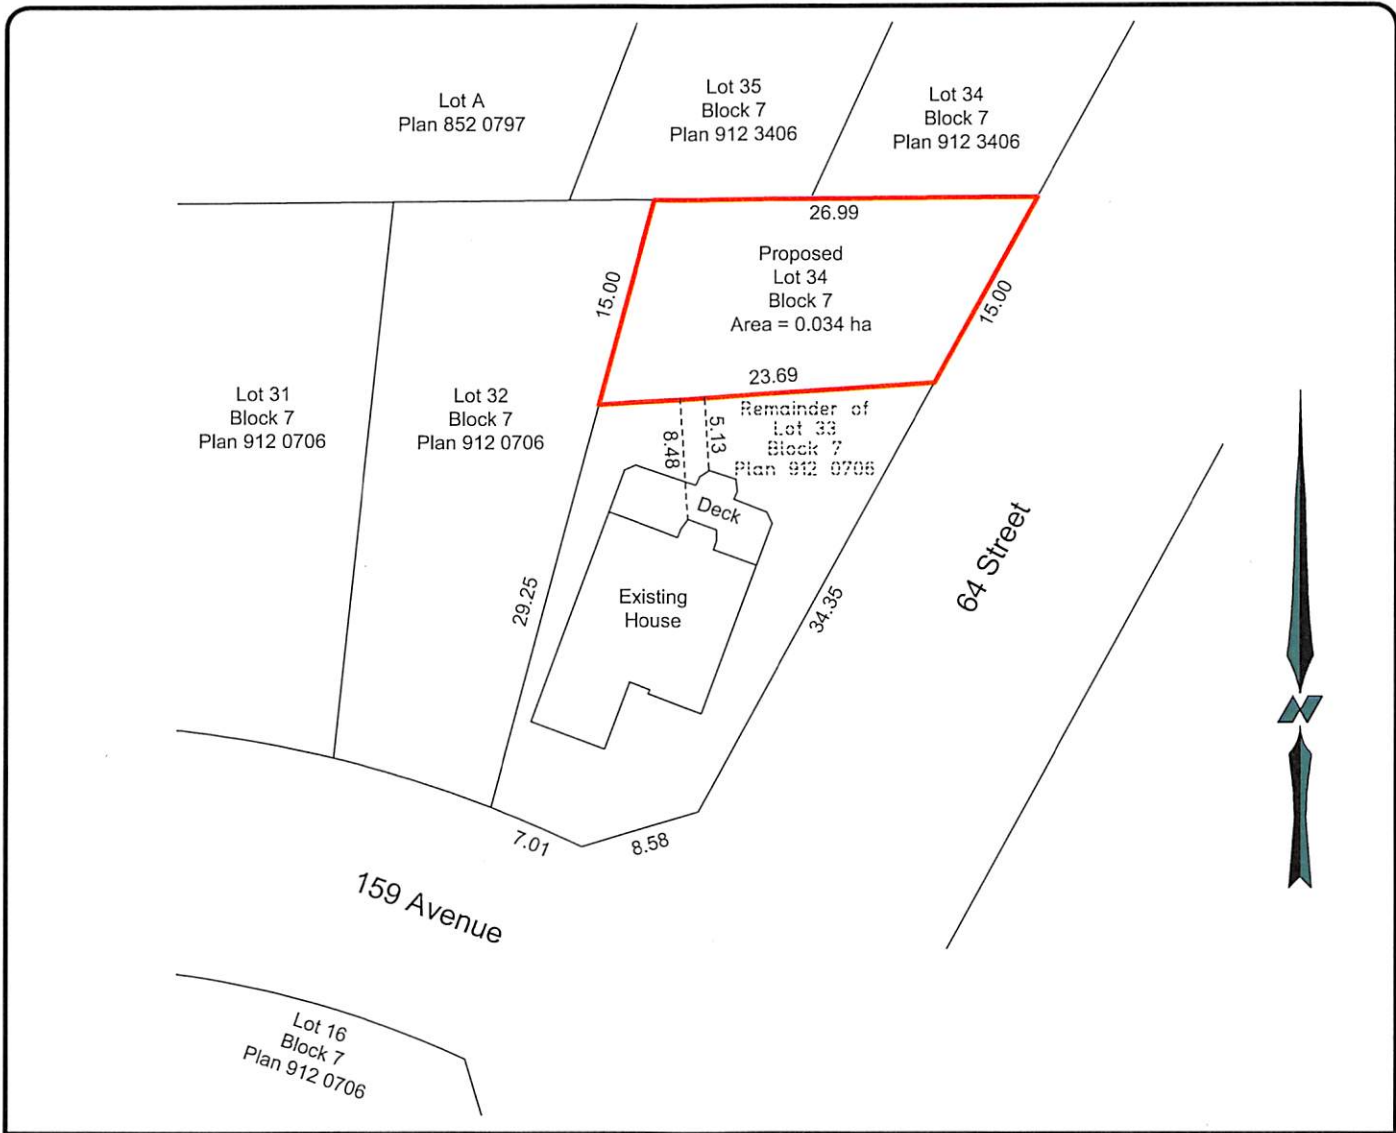 Lot A
Plan 852 0797
Lot 35
Block 7
Plan 912 3406
Lot 34
Block 7
Plan 912 3406
26.99
Proposed
Lot 34
Block 7
Area = 0.034 ha
15.00
15.00
23.69
Lot 31
Block 7
Plan 912 0706
Lot 32
Block 7
Plan 912 0706
Remainder of
Lot 33
Block 7
Plan 912 0706
8.48
5.13
Deck
Existing
House
29.25
34.35
64 Street
N
7.01
8.58
159 Avenue
Lot 16
Block 7
Plan 912 0706